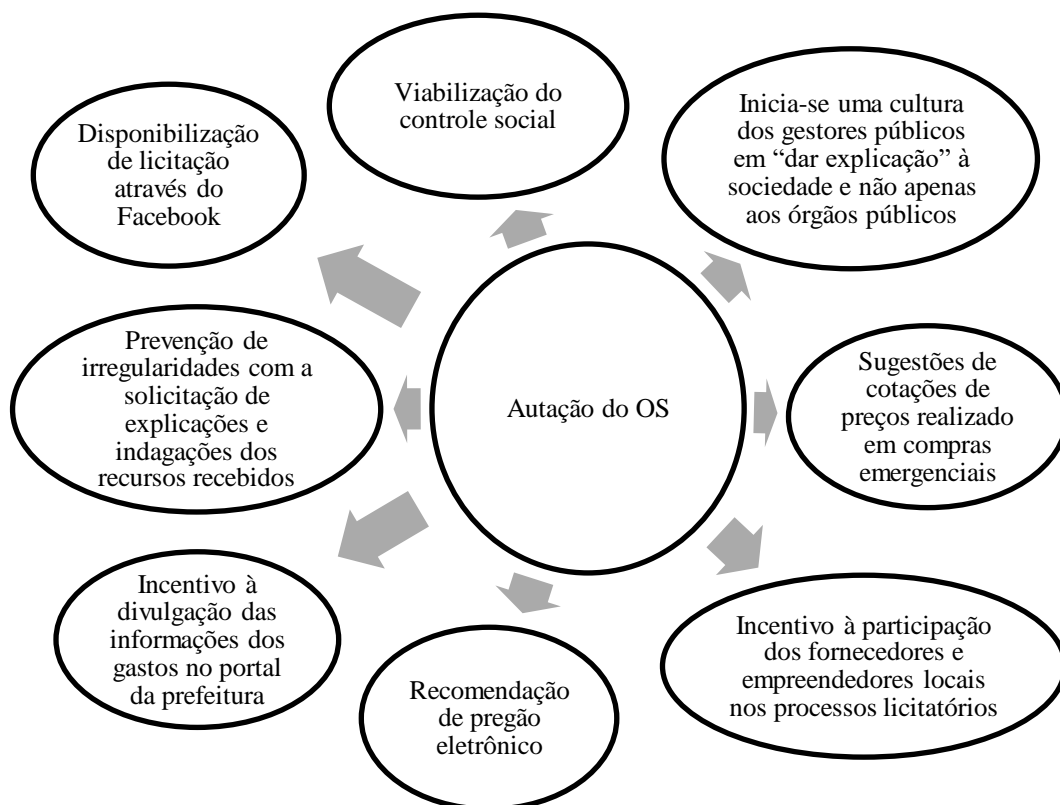 Viabilização do
controle social
Inicia-se uma cultura
dos gestores públicos
em “dar explicação” à
sociedade e não apenas
aos órgãos públicos
Disponibilização
de licitação
através do
Facebook
Prevenção de
irregularidades com a
solicitação de
explicações e
indagações dos
recursos recebidos
Autação do OS
Sugestões de
cotações de
preços realizado
em compras
emergenciais
Incentivo à
divulgação das
informações dos
gastos no portal
da prefeitura
Recomendação
de pregão
eletrônico
Incentivo à participação
dos fornecedores e
empreendedores locais
nos processos licitatórios